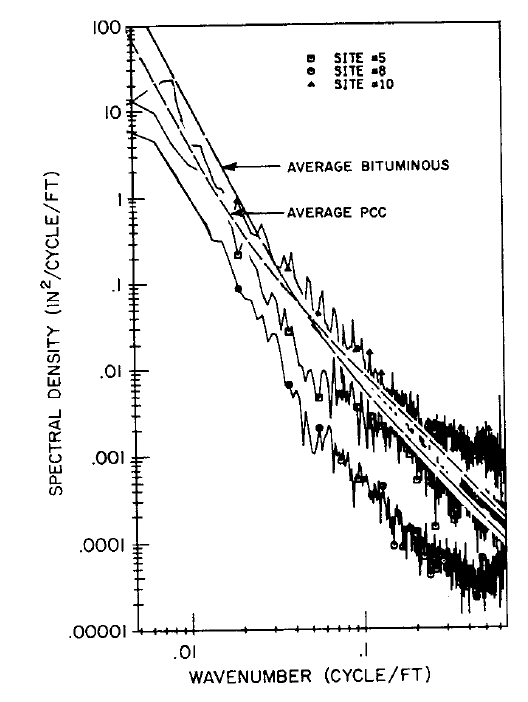 100
10
1
.1
.01
.001
.0001
.00001
SPECTRAL DENSITY (IN²/CYCLE/FT)
SITE #5
SITE #8
SITE #10
AVERAGE BITUMINOUS
AVERAGE PCC
.01
.1
WAVENUMBER (CYCLE/FT)